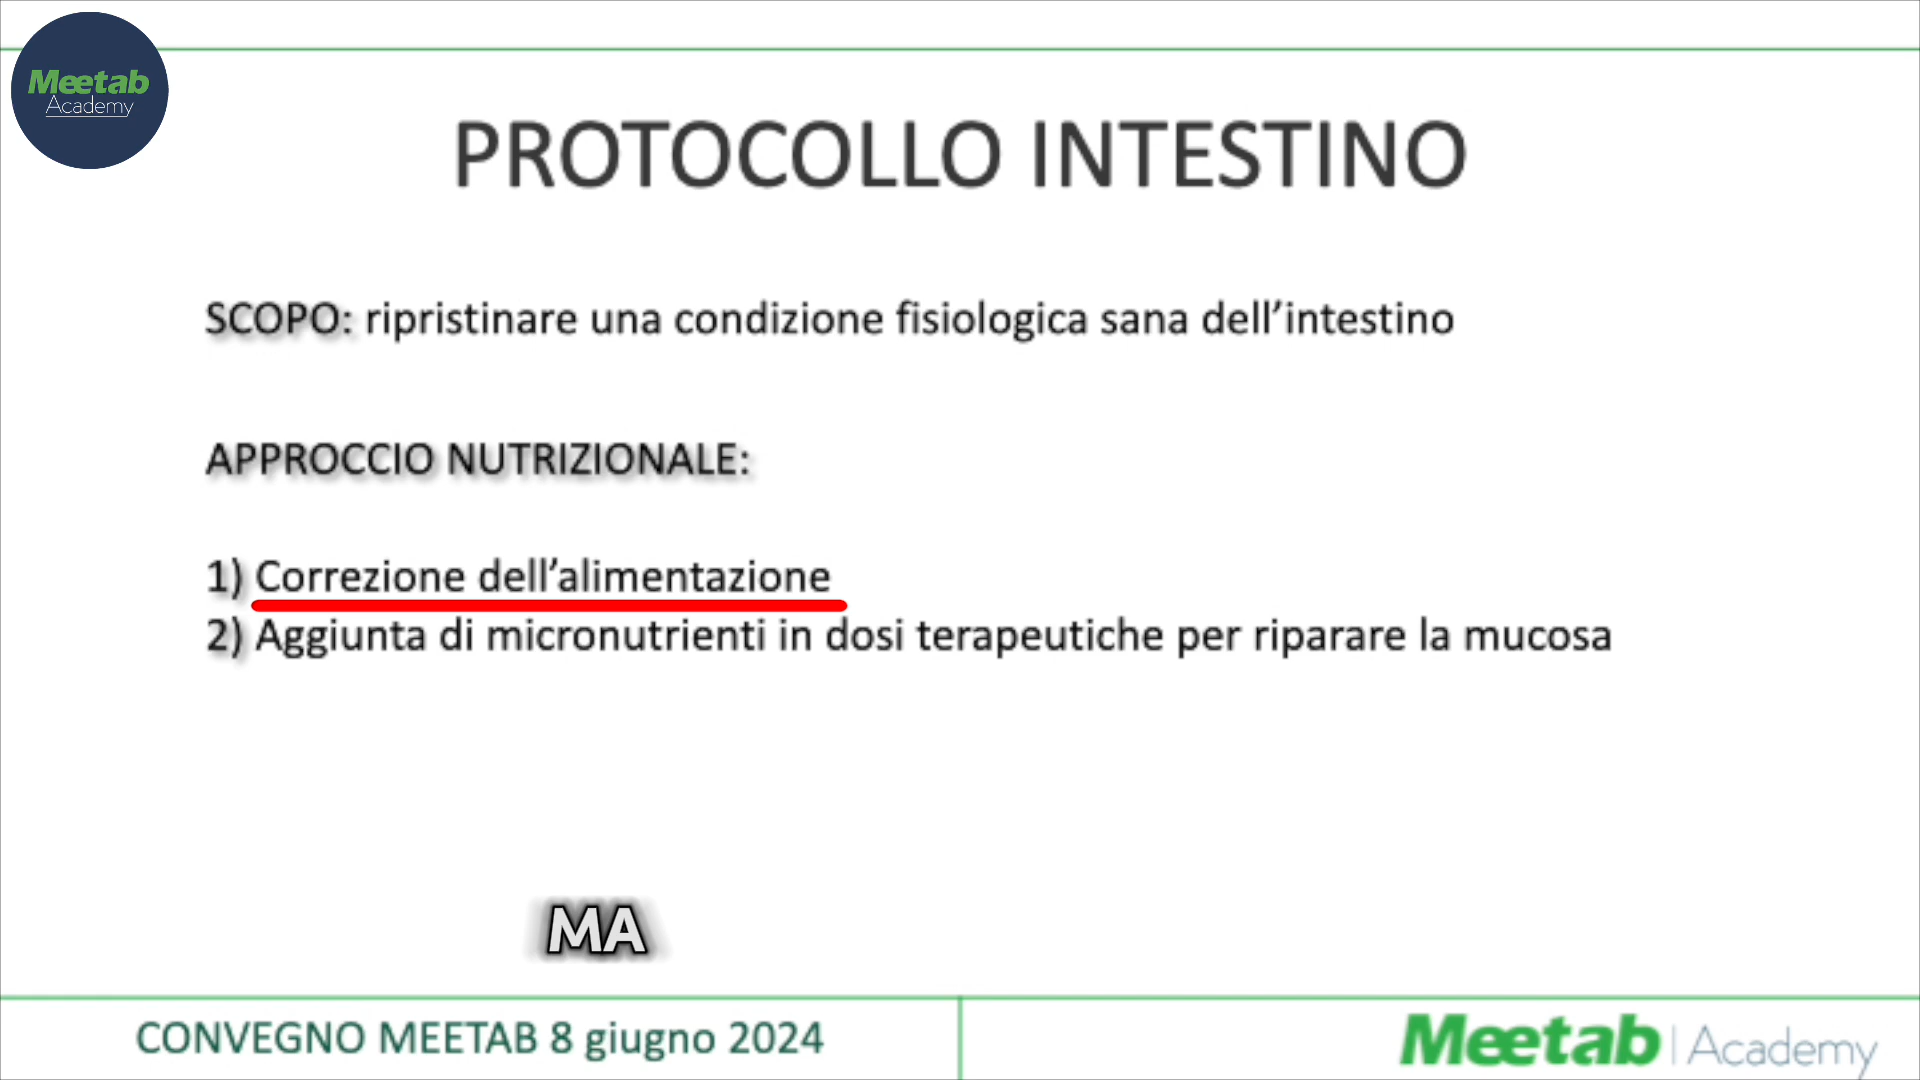 Meetab
Academy
PROTOCOLLO INTESTINO
SCOPO: ripristinare una condizione fisiologica sana dell’intestino
APPROCCIO NUTRIZIONALE:
1) Correzione dell’alimentazione
2) Aggiunta di micronutrienti in dosi terapeutiche per riparare la mucosa
MA
CONVEGNO MEETAB 8 giugno 2024
Meetab | Academy